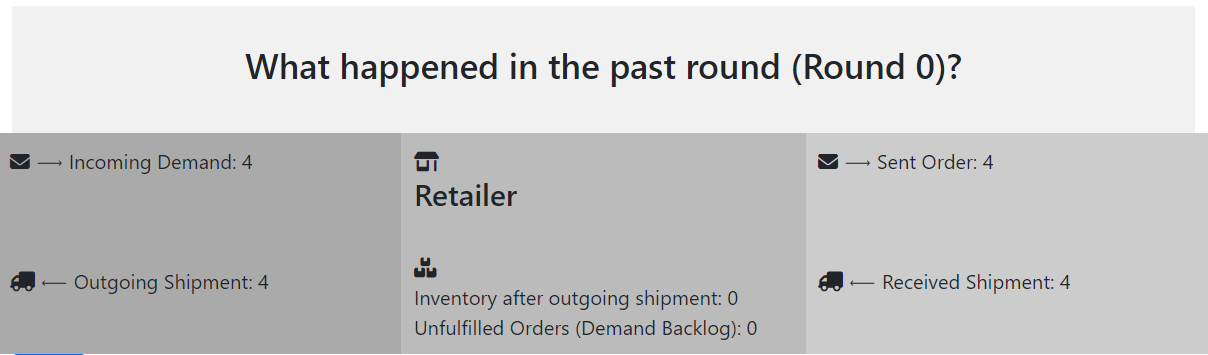 What happened in the past round (Round 0)?
⟶ Incoming Demand: 4
⟵ Outgoing Shipment: 4
Retailer
Inventory after outgoing shipment: 0
Unfulfilled Orders (Demand Backlog): 0
⟶ Sent Order: 4
⟵ Received Shipment: 4